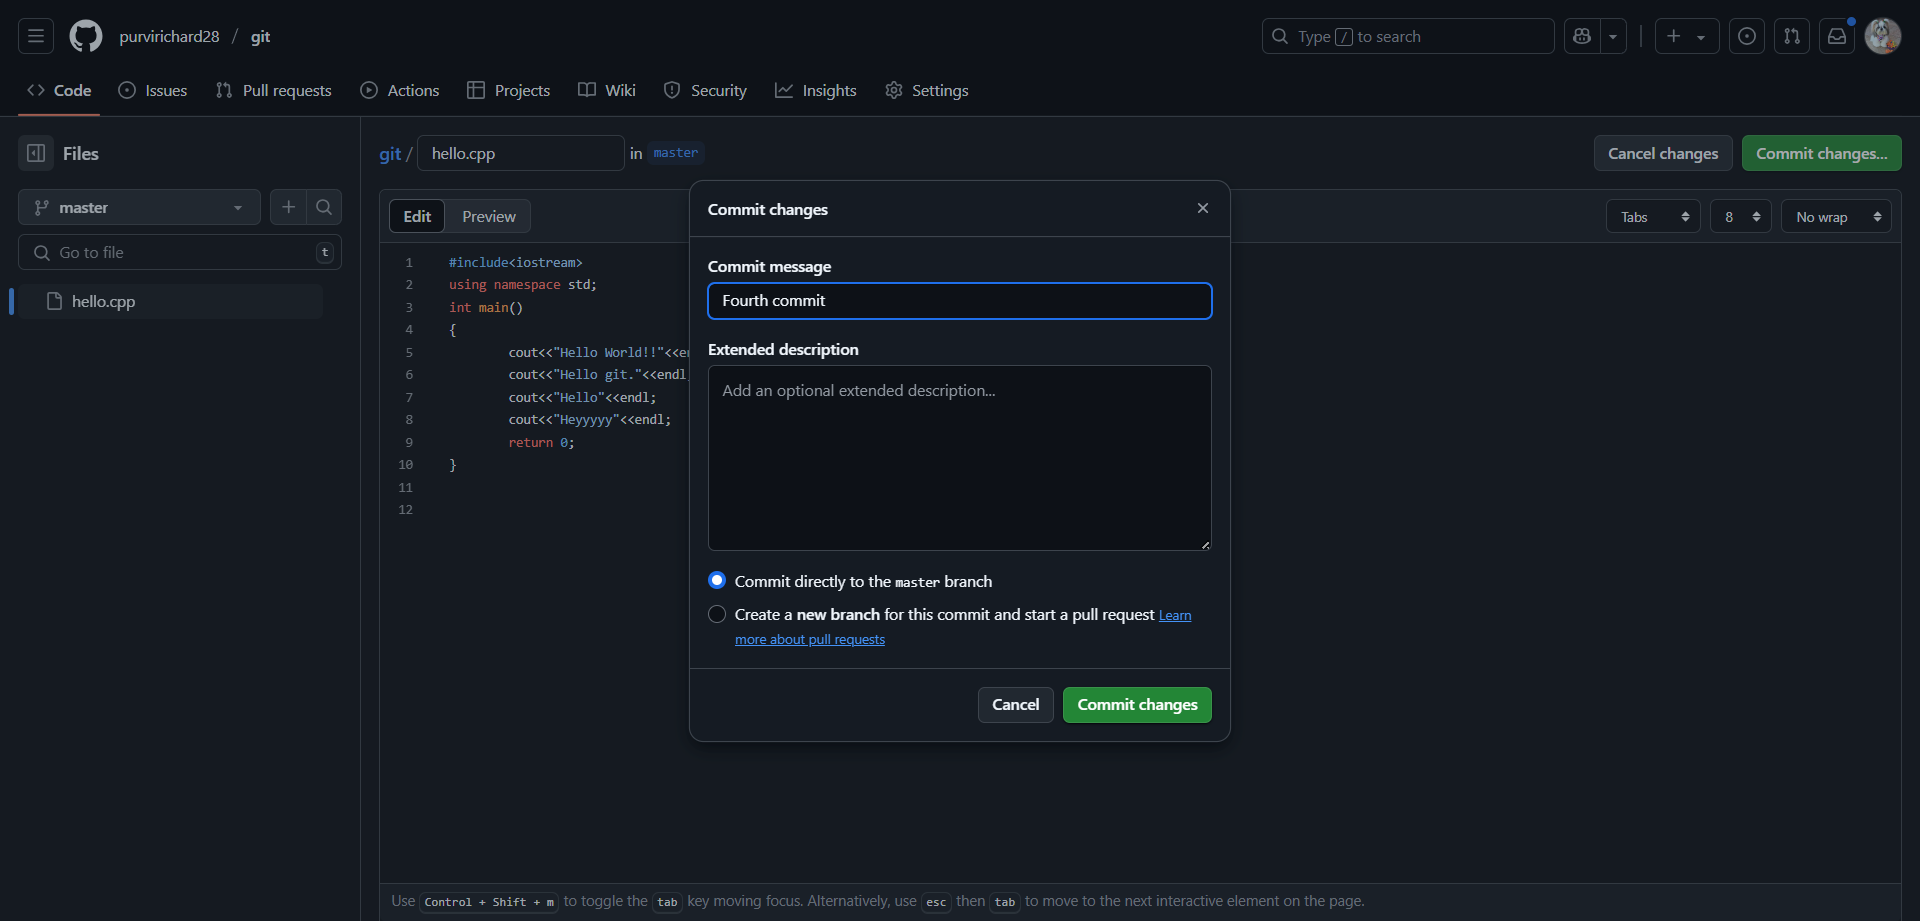 purvirichard28 / git
Type / to search
Code Issues Pull requests Actions Projects Wiki Security Insights Settings
Files
master
Go to file t
hello.cpp
git / hello.cpp in master
Cancel changes Commit changes...
Edit Preview
Tabs 8 No wrap
1 #include<iostream>
2 using namespace std;
3 int main()
4 {
5 cout<<"Hello World!!"<<en
6 cout<<"Hello git."<<endl
7 cout<<"Hello"<<endl;
8 cout<<"Heyyyyy"<<endl;
9 return 0;
10 }
11
12
Commit changes
Commit message
Fourth commit
Extended description
Add an optional extended description...
Commit directly to the master branch
Create a new branch for this commit and start a pull request Learn
more about pull requests
Cancel Commit changes
Use Control + Shift + m to toggle the tab key moving focus. Alternatively, use esc then tab to move to the next interactive element on the page.